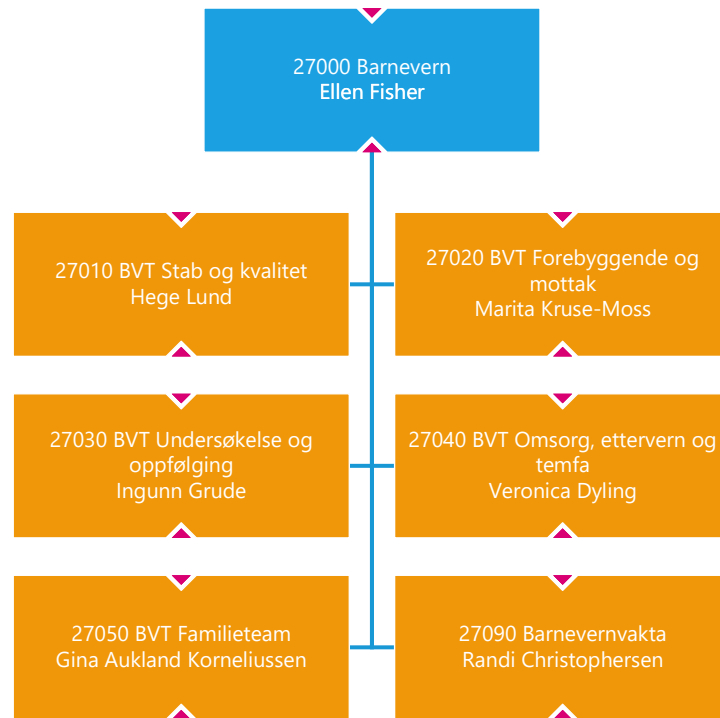 27000 Barnevern
Ellen Fisher
27010 BVT Stab og kvalitet
Hege Lund
27020 BVT Forebyggende og
mottak
Marita Kruse-Moss
27030 BVT Undersøkelse og
oppfølging
Ingunn Grude
27040 BVT Omsorg, ettervern og
temfa
Veronica Dyling
27050 BVT Familieteam
Gina Aukland Korneliussen
27090 Barnevernvakta
Randi Christophersen